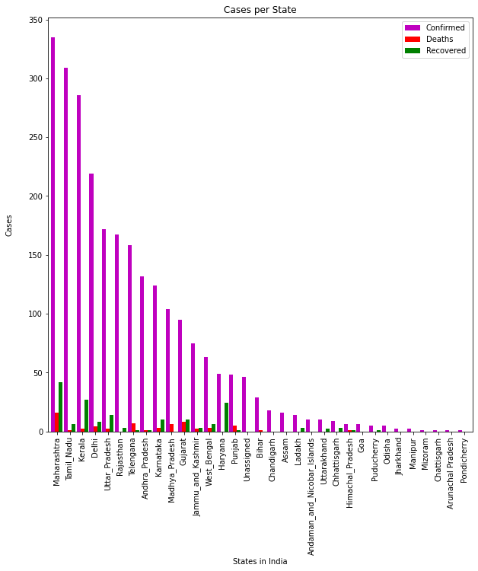 Cases per State
Confirmed
Deaths
Recovered
350
300
250
200
150
100
50
0
Cases
Maharashtra
Tamil_Nadu
Kerala
Delhi
Uttar_Pradesh
Rajasthan
Telengana
Andhra_Pradesh
Karnataka
Madhya_Pradesh
Gujarat
Jammu_and_Kashmir
West_Bengal
Haryana
Punjab
Unassigned
Bihar
Chandigarh
Assam
Ladakh
Andaman_and_Nicobar_Islands
Uttarakhand
Chhattisgarh
Himachal_Pradesh
Goa
Puducherry
Odisha
Jharkhand
Manipur
Mizoram
Chattisgarh
Arunachal Pradesh
Pondicherry
States in India